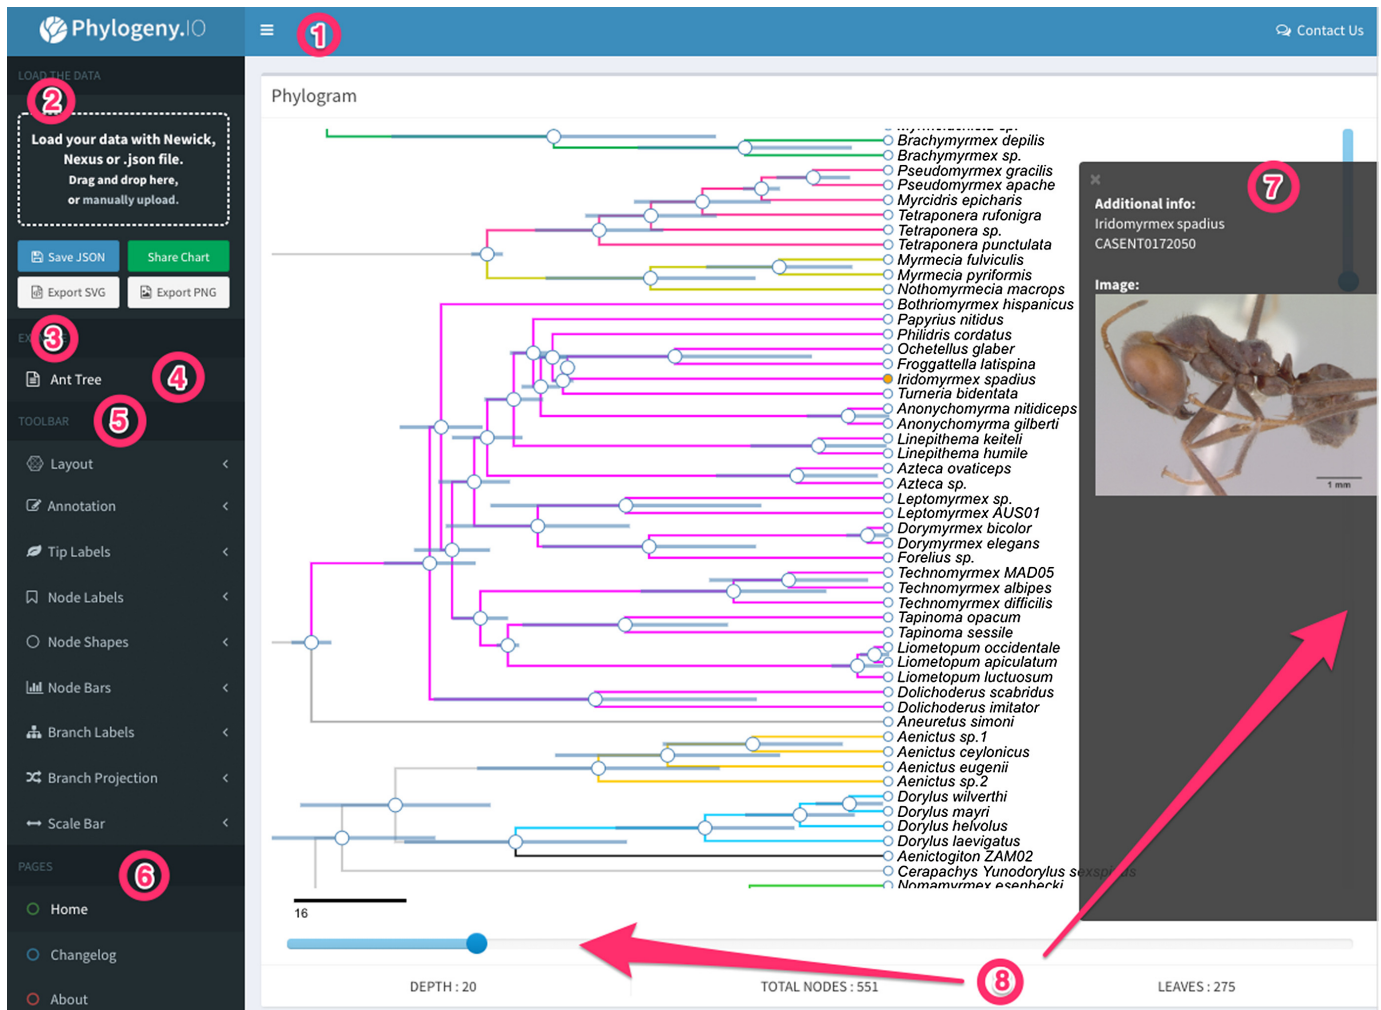 Phylogeny.IO
1
Contact Us
LOAD THE DATA
2
Load your data with Newick,
Nexus or .json file.
Drag and drop here,
or manually upload.
Save JSON
Share Chart
Export SVG
Export PNG
3
Ant Tree
4
TOOLBAR
5
Layout
Annotation
Tip Labels
Node Labels
Node Shapes
Node Bars
Branch Labels
Branch Projection
Scale Bar
PAGES
6
Home
Changelog
About
Phylogram
Brachymyrmex depilis
Brachymyrmex sp.
Pseudomyrmex gracilis
Pseudomyrmex apache
Myrcidris epicharis
Tetraponera rufonigra
Tetraponera sp.
Tetraponera punctulata
Myrmecia fulviculis
Myrmecia pyriformis
Nothomyrmecia macrops
Bothriomyrmex hispanicus
Papyrius nitidus
Philidris cordatus
Ochetellus glaber
Froggattella latispina
Iridomyrmex spadius
Turneria bidentata
Anonychomyrma nitidiceps
Anonychomyrma gilberti
Linepithema keiteli
Linepithema humile
Azteca ovaticeps
Azteca sp.
Leptomyrmex sp.
Leptomyrmex AUS01
Dorymyrmex bicolor
Dorymyrmex elegans
Forelius sp.
Technomyrmex MAD05
Technomyrmex albipes
Technomyrmex difficilis
Tapinoma opacum
Tapinoma sessile
Liometopum occidentale
Liometopum apiculatum
Liometopum luctuosum
Dolichoderus scabridus
Dolichoderus imitator
Aneuretus simoni
Aenictus sp.1
Aenictus ceylonicus
Aenictus eugenii
Aenictus sp.2
Dorylus wilverthi
Dorylus mayri
Dorylus helvolus
Dorylus laevigatus
Aenictogiton ZAM02
Cerapachys Yunodorylus sexspinus
Nomamyrmex esenbecki
7
Additional info:
Iridomyrmex spadius
CASENT0172050
Image:
1 mm
16
8
DEPTH : 20
TOTAL NODES : 551
LEAVES : 275